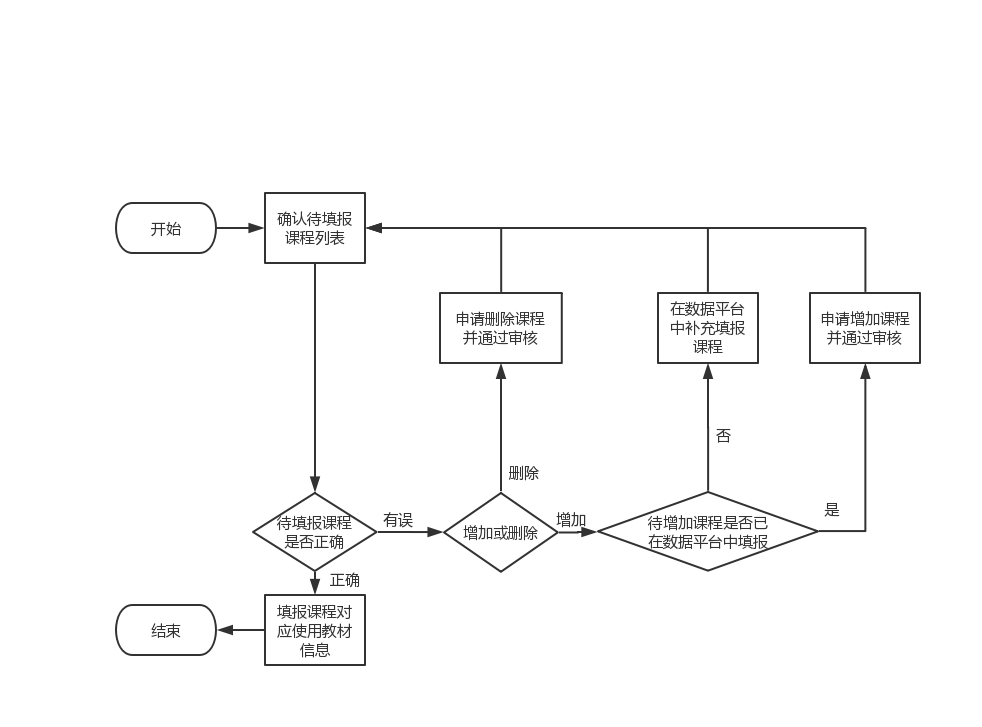 开始
确认待填报
课程列表
申请删除课程
并通过审核
在数据平台
中补充填报
课程
申请增加课程
并通过审核
否
删除
是
待填报课程
是否正确
有误
增加或删除
增加
待增加课程是否已
在数据平台中填报
正确
填报课程对
应使用教材
信息
结束